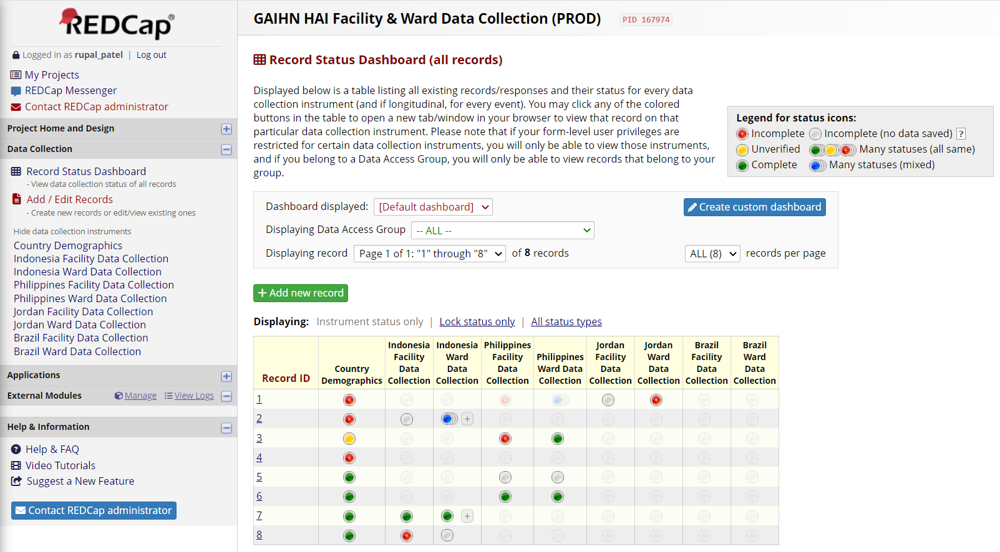 REDCap®
Logged in as rupal_patel | Log out
My Projects
REDCap Messenger
Contact REDCap administrator
Project Home and Design
Data Collection
Record Status Dashboard
- View data collection status of all records
Add / Edit Records
- Create new records or edit/view existing ones
Hide data collection instruments
Country Demographics
Indonesia Facility Data Collection
Indonesia Ward Data Collection
Philippines Facility Data Collection
Philippines Ward Data Collection
Jordan Facility Data Collection
Jordan Ward Data Collection
Brazil Facility Data Collection
Brazil Ward Data Collection
Applications
External Modules Manage View Logs
Help & Information
Help & FAQ
Video Tutorials
Suggest a New Feature
Contact REDCap administrator
GAIHN HAI Facility & Ward Data Collection (PROD) PID 167974
Record Status Dashboard (all records)
Displayed below is a table listing all existing records/responses and their status for every data
collection instrument (and if longitudinal, for every event). You may click any of the colored
buttons in the table to open a new tab/window in your browser to view that record on that
particular data collection instrument. Please note that if your form-level user privileges are
restricted for certain data collection instruments, you will only be able to view those instruments,
and if you belong to a Data Access Group, you will only be able to view records that belong to your
group.
Legend for status icons:
Incomplete Incomplete (no data saved) ?
Unverified Many statuses (all same)
Complete Many statuses (mixed)
Dashboard displayed: [Default dashboard] Create custom dashboard
Displaying Data Access Group -- ALL --
Displaying record Page 1 of 1: "1" through "8" of 8 records ALL (8) records per page
+ Add new record
Displaying: Instrument status only | Lock status only | All status types
Record ID
Country
Demographics
Indonesia
Facility
Data
Collection
Indonesia
Ward
Data
Collection
Philippines
Facility
Data
Collection
Philippines
Ward Data
Collection
Jordan
Facility
Data
Collection
Jordan
Ward
Data
Collection
Brazil
Facility
Data
Collection
Brazil
Ward
Data
Collection
1
2 +
3
4
5
6
7 +
8